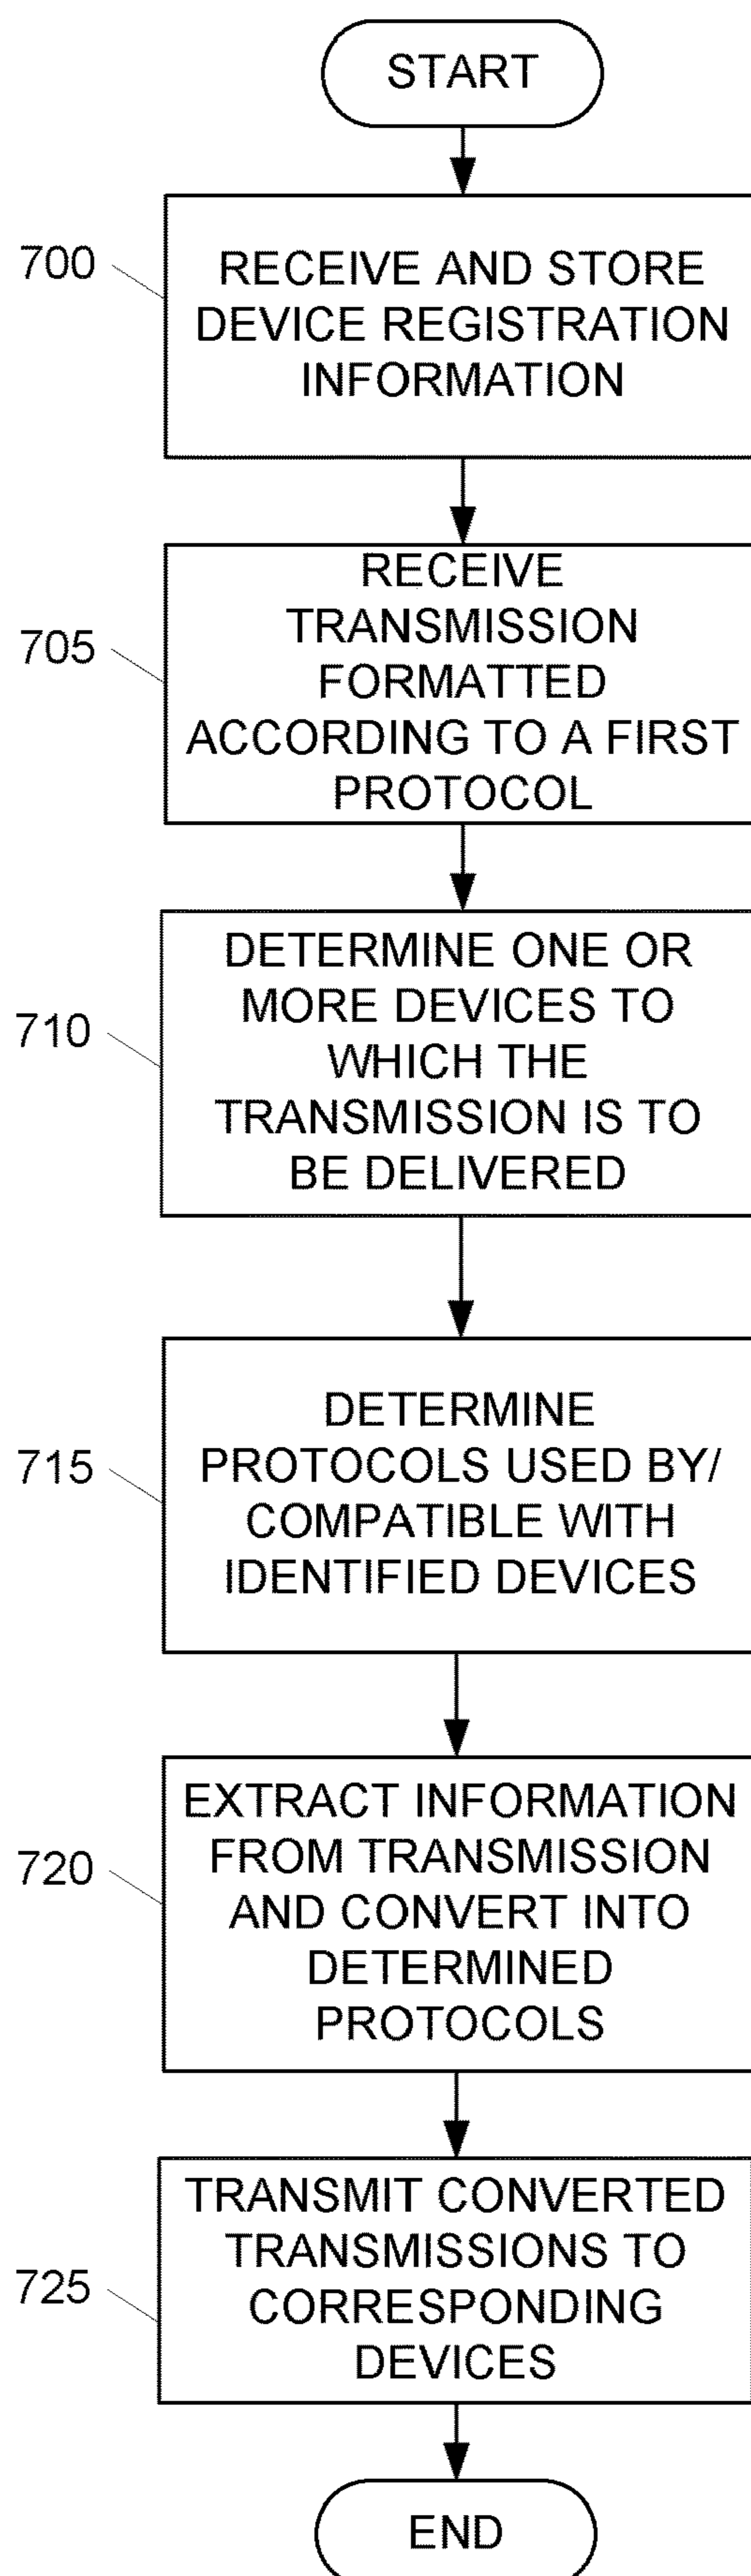 START
700
RECEIVE AND STORE
DEVICE REGISTRATION
INFORMATION
705
RECEIVE
TRANSMISSION
FORMATTED
ACCORDING TO A FIRST
PROTOCOL
710
DETERMINE ONE OR
MORE DEVICES TO
WHICH THE
TRANSMISSION IS TO
BE DELIVERED
715
DETERMINE
PROTOCOLS USED BY/
COMPATIBLE WITH
IDENTIFIED DEVICES
720
EXTRACT INFORMATION
FROM TRANSMISSION
AND CONVERT INTO
DETERMINED
PROTOCOLS
725
TRANSMIT CONVERTED
TRANSMISSIONS TO
CORRESPONDING
DEVICES
END